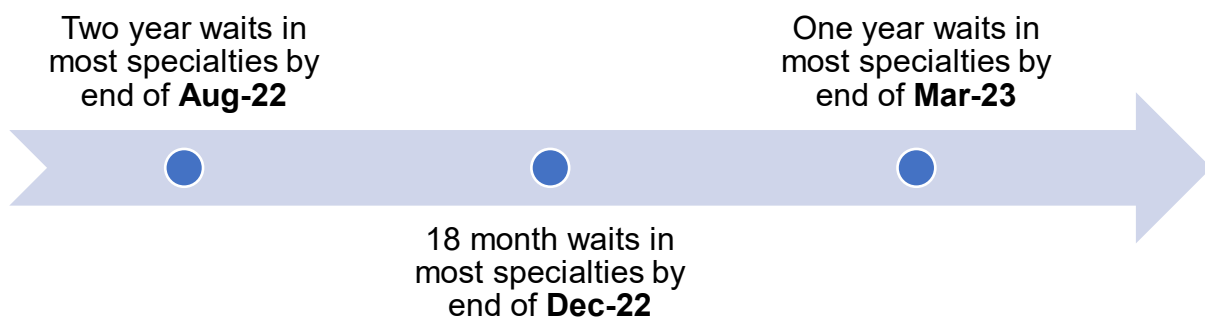 Two year waits in
most specialties by
end of Aug-22
18 month waits in
most specialties by
end of Dec-22
One year waits in
most specialties by
end of Mar-23